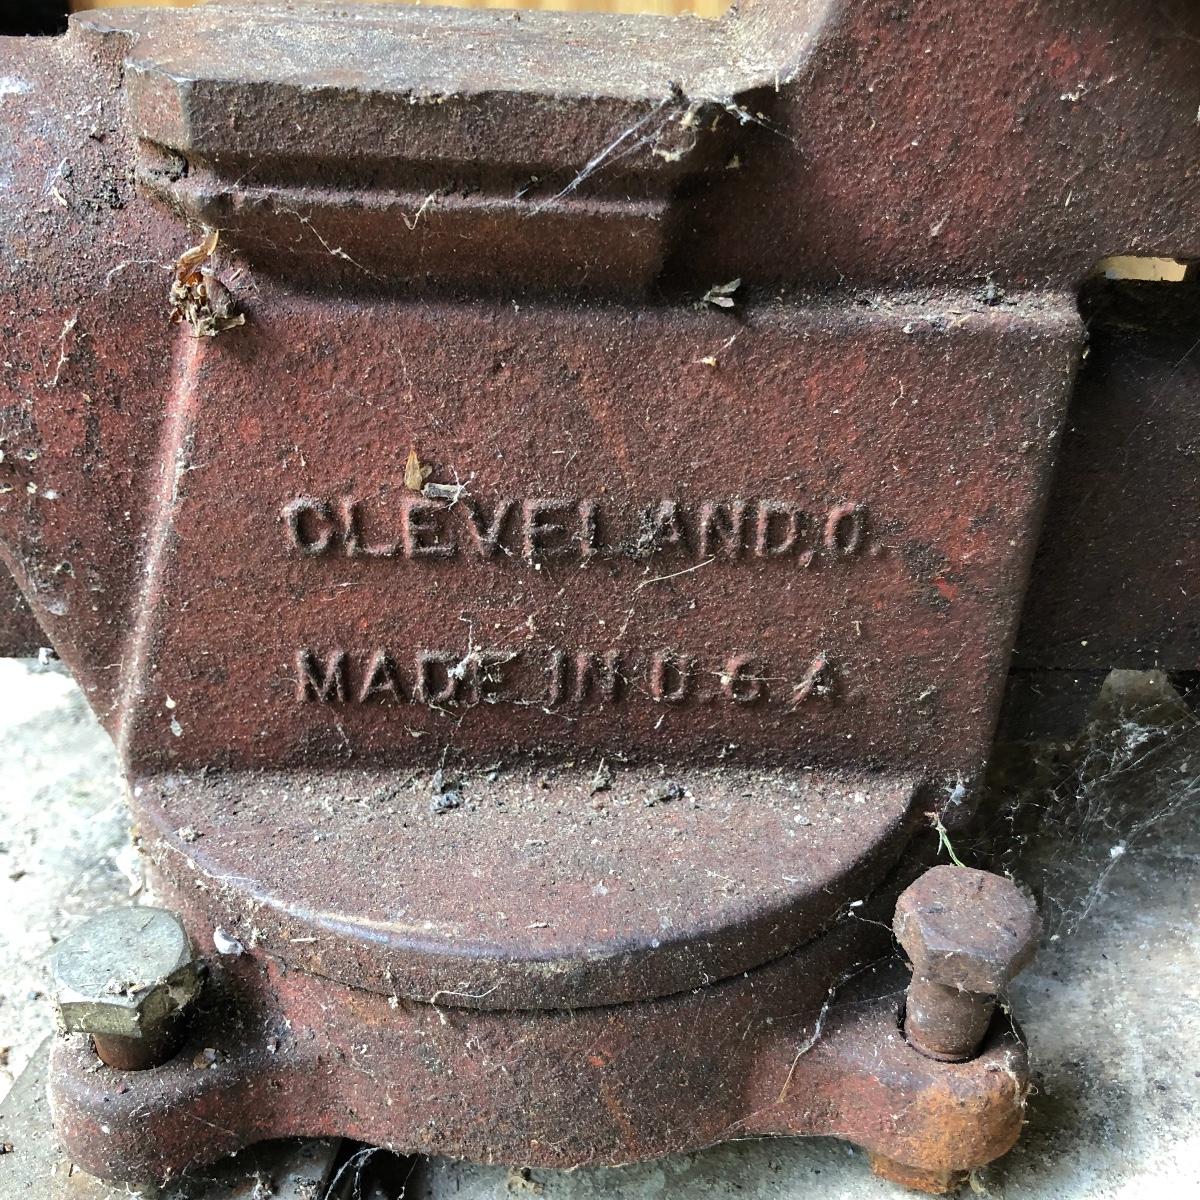 CLEVELAND, O.
MADE IN U.S.A